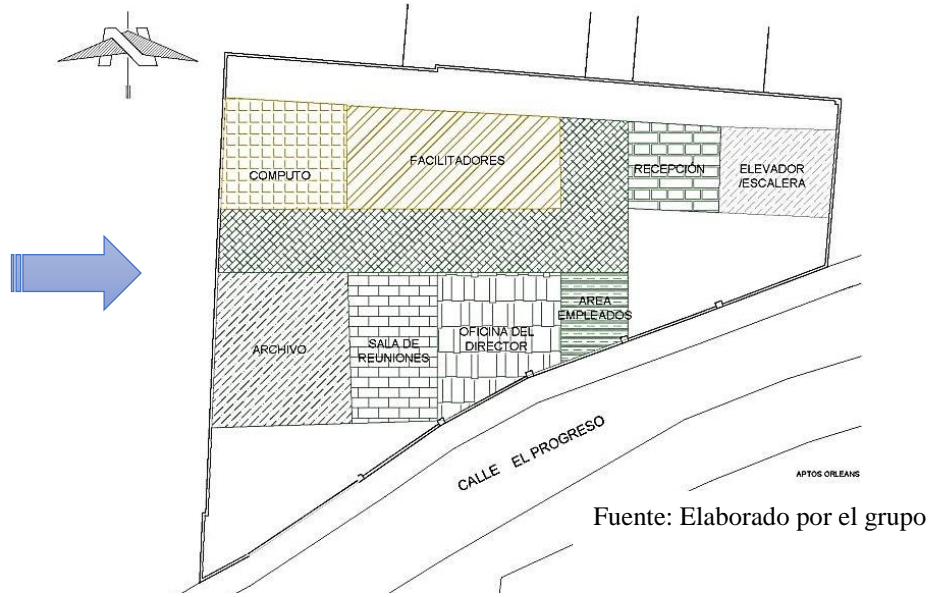 COMPUTO
FACILITADORES
RECEPCIÓN
ELEVADOR
/ESCALERA
ARCHIVO
SALA DE
REUNIONES
OFICINA DEL
DIRECTOR
AREA
EMPLEADOS
CALLE EL PROGRESO
APTOS ORLEANS
Fuente: Elaborado por el grupo